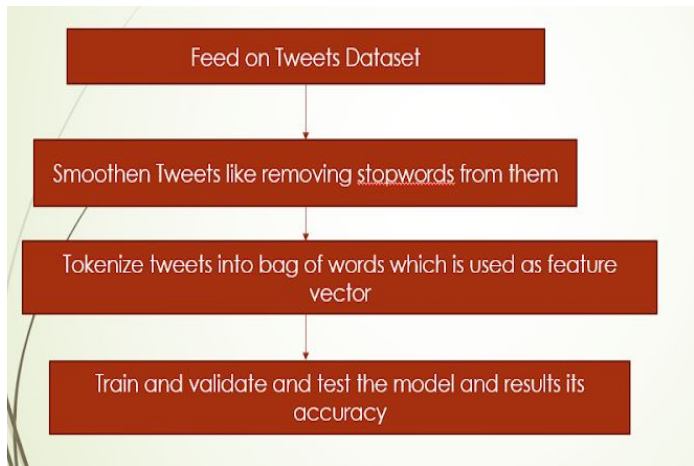 Feed on Tweets Dataset
Smoothen Tweets like removing stopwords from them
Tokenize tweets into bag of words which is used as feature
vector
Train and validate and test the model and results its
accuracy